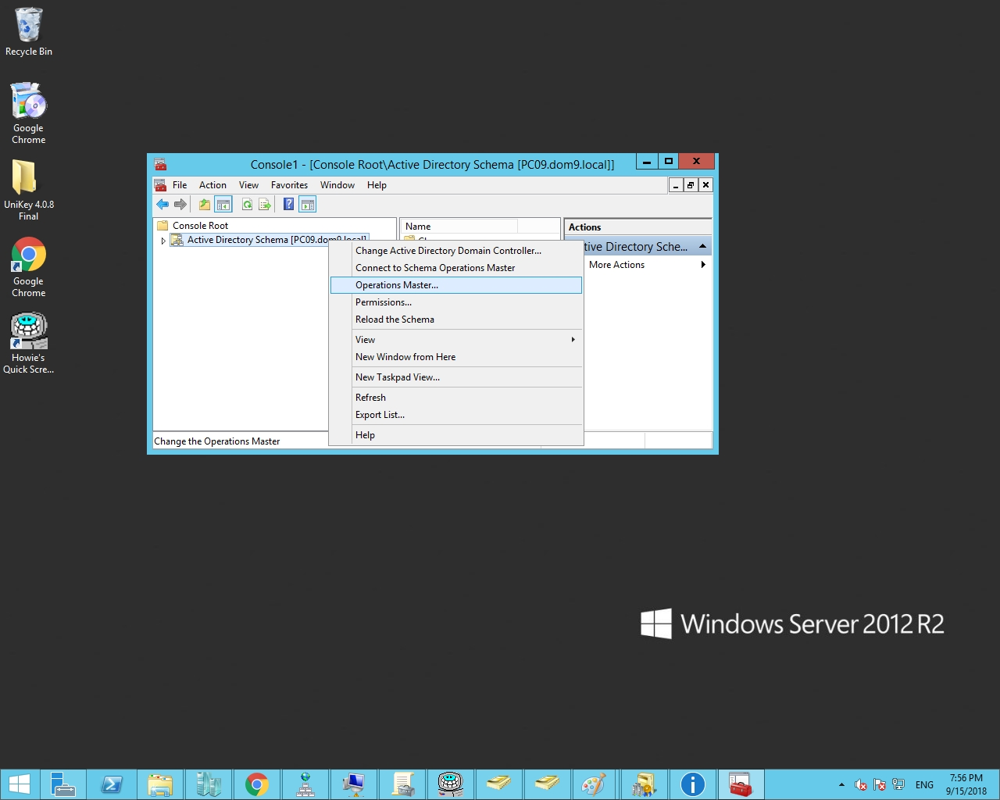 Recycle Bin
Google
Chrome
UniKey 4.0.8
Final
Google
Chrome
Howie's
Quick Scre...
Console1 - [Console Root\Active Directory Schema [PC09.dom9.local]]
File Action View Favorites Window Help
Console Root
Active Directory Schema [PC09.dom9.local]
Name
Actions
tive Directory Sche...
More Actions
Change Active Directory Domain Controller...
Connect to Schema Operations Master
Operations Master...
Permissions...
Reload the Schema
View
New Window from Here
New Taskpad View...
Refresh
Export List...
Help
Change the Operations Master
Windows Server 2012 R2
ENG
7:56 PM
9/15/2018